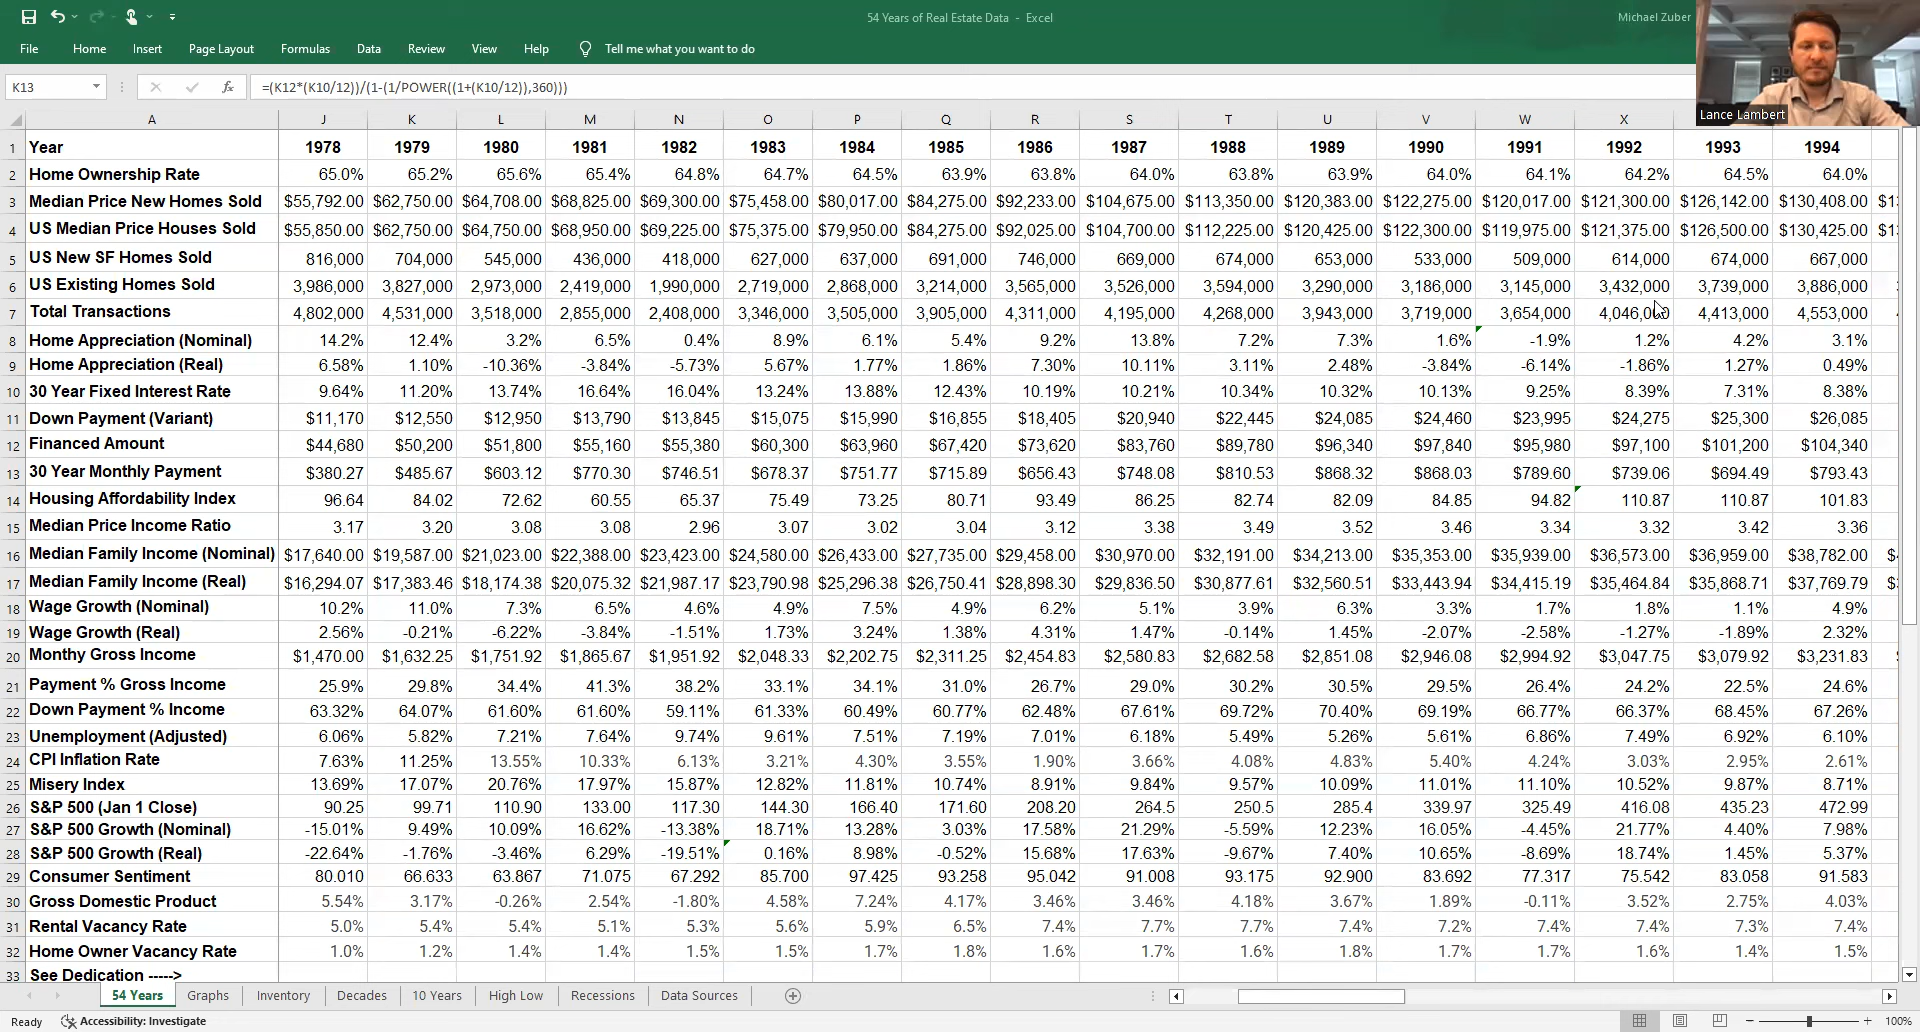 54 Years of Real Estate Data - Excel
Michael Zuber
File Home Insert Page Layout Formulas Data Review View Help Tell me what you want to do
K13 fx =(K12*(K10/12))/(1-(1/POWER((1+(K10/12)),360)))
Lance Lambert
A J K L M N O P Q R S T U V W X
1 Year 1978 1979 1980 1981 1982 1983 1984 1985 1986 1987 1988 1989 1990 1991 1992 1993 1994
2 Home Ownership Rate 65.0% 65.2% 65.6% 65.4% 64.8% 64.7% 64.5% 63.9% 63.8% 64.0% 63.8% 63.9% 64.0% 64.1% 64.2% 64.5% 64.0%
3 Median Price New Homes Sold $55,792.00 $62,750.00 $64,708.00 $68,825.00 $69,300.00 $75,458.00 $80,017.00 $84,275.00 $92,233.00 $104,675.00 $113,350.00 $120,383.00 $122,275.00 $120,017.00 $121,300.00 $126,142.00 $130,408.00
4 US Median Price Houses Sold $55,850.00 $62,750.00 $64,750.00 $68,950.00 $69,225.00 $75,375.00 $79,950.00 $84,275.00 $92,025.00 $104,700.00 $112,225.00 $120,425.00 $122,300.00 $119,975.00 $121,375.00 $126,500.00 $130,425.00
5 US New SF Homes Sold 816,000 704,000 545,000 436,000 418,000 627,000 637,000 691,000 746,000 669,000 674,000 653,000 533,000 509,000 614,000 674,000 667,000
6 US Existing Homes Sold 3,986,000 3,827,000 2,973,000 2,419,000 1,990,000 2,719,000 2,868,000 3,214,000 3,565,000 3,526,000 3,594,000 3,290,000 3,186,000 3,145,000 3,432,000 3,739,000 3,886,000
7 Total Transactions 4,802,000 4,531,000 3,518,000 2,855,000 2,408,000 3,346,000 3,505,000 3,905,000 4,311,000 4,195,000 4,268,000 3,943,000 3,719,000 3,654,000 4,046,000 4,413,000 4,553,000
8 Home Appreciation (Nominal) 14.2% 12.4% 3.2% 6.5% 0.4% 8.9% 6.1% 5.4% 9.2% 13.8% 7.2% 7.3% 1.6% -1.9% 1.2% 4.2% 3.1%
9 Home Appreciation (Real) 6.58% 1.10% -10.36% -3.84% -5.73% 5.67% 1.77% 1.86% 7.30% 10.11% 3.11% 2.48% -3.84% -6.14% -1.86% 1.27% 0.49%
10 30 Year Fixed Interest Rate 9.64% 11.20% 13.74% 16.64% 16.04% 13.24% 13.88% 12.43% 10.19% 10.21% 10.34% 10.32% 10.13% 9.25% 8.39% 7.31% 8.38%
11 Down Payment (Variant) $11,170 $12,550 $12,950 $13,790 $13,845 $15,075 $15,990 $16,855 $18,405 $20,940 $22,445 $24,085 $24,460 $23,995 $24,275 $25,300 $26,085
12 Financed Amount $44,680 $50,200 $51,800 $55,160 $55,380 $60,300 $63,960 $67,420 $73,620 $83,760 $89,780 $96,340 $97,840 $95,980 $97,100 $101,200 $104,340
13 30 Year Monthly Payment $380.27 $485.67 $603.12 $770.30 $746.51 $678.37 $751.77 $715.89 $656.43 $748.08 $810.53 $868.32 $868.03 $789.60 $739.06 $694.49 $793.43
14 Housing Affordability Index 96.64 84.02 72.62 60.55 65.37 75.49 73.25 80.71 93.49 86.25 82.74 82.09 84.85 94.82 110.87 110.87 101.83
15 Median Price Income Ratio 3.17 3.20 3.08 3.08 2.96 3.07 3.02 3.04 3.12 3.38 3.49 3.52 3.46 3.34 3.32 3.42 3.36
16 Median Family Income (Nominal) $17,640.00 $19,587.00 $21,023.00 $22,388.00 $23,423.00 $24,580.00 $26,433.00 $27,735.00 $29,458.00 $30,970.00 $32,191.00 $34,213.00 $35,353.00 $35,939.00 $36,573.00 $36,959.00 $38,782.00
17 Median Family Income (Real) $16,294.07 $17,383.46 $18,174.38 $20,075.32 $21,987.17 $23,790.98 $25,296.38 $26,750.41 $28,898.30 $29,836.50 $30,877.61 $32,560.51 $33,443.94 $34,415.19 $35,464.84 $35,868.71 $37,769.79
18 Wage Growth (Nominal) 10.2% 11.0% 7.3% 6.5% 4.6% 4.9% 7.5% 4.9% 6.2% 5.1% 3.9% 6.3% 3.3% 1.7% 1.8% 1.1% 4.9%
19 Wage Growth (Real) 2.56% -0.21% -6.22% -3.84% -1.51% 1.73% 3.24% 1.38% 4.31% 1.47% -0.14% 1.45% -2.07% -2.58% -1.27% -1.89% 2.32%
20 Monthy Gross Income $1,470.00 $1,632.25 $1,751.92 $1,865.67 $1,951.92 $2,048.33 $2,202.75 $2,311.25 $2,454.83 $2,580.83 $2,682.58 $2,851.08 $2,946.08 $2,994.92 $3,047.75 $3,079.92 $3,231.83
21 Payment % Gross Income 25.9% 29.8% 34.4% 41.3% 38.2% 33.1% 34.1% 31.0% 26.7% 29.0% 30.2% 30.5% 29.5% 26.4% 24.2% 22.5% 24.6%
22 Down Payment % Income 63.32% 64.07% 61.60% 61.60% 59.11% 61.33% 60.49% 60.77% 62.48% 67.61% 69.72% 70.40% 69.19% 66.77% 66.37% 68.45% 67.26%
23 Unemployment (Adjusted) 6.06% 5.82% 7.21% 7.64% 9.74% 9.61% 7.51% 7.19% 7.01% 6.18% 5.49% 5.26% 5.61% 6.86% 7.49% 6.92% 6.10%
24 CPI Inflation Rate 7.63% 11.25% 13.55% 10.33% 6.13% 3.21% 4.30% 3.55% 1.90% 3.66% 4.08% 4.83% 5.40% 4.24% 3.03% 2.95% 2.61%
25 Misery Index 13.69% 17.07% 20.76% 17.97% 15.87% 12.82% 11.81% 10.74% 8.91% 9.84% 9.57% 10.09% 11.01% 11.10% 10.52% 9.87% 8.71%
26 S&P 500 (Jan 1 Close) 90.25 99.71 110.90 133.00 117.30 144.30 166.40 171.60 208.20 264.5 250.5 285.4 339.97 325.49 416.08 435.23 472.99
27 S&P 500 Growth (Nominal) -15.01% 9.49% 10.09% 16.62% -13.38% 18.71% 13.28% 3.03% 17.58% 21.29% -5.59% 12.23% 16.05% -4.45% 21.77% 4.40% 7.98%
28 S&P 500 Growth (Real) -22.64% -1.76% -3.46% 6.29% -19.51% 0.16% 8.98% -0.52% 15.68% 17.63% -9.67% 7.40% 10.65% -8.69% 18.74% 1.45% 5.37%
29 Consumer Sentiment 80.010 66.633 63.867 71.075 67.292 85.700 97.425 93.258 95.042 91.008 93.175 92.900 83.692 77.317 75.542 83.058 91.583
30 Gross Domestic Product 5.54% 3.17% -0.26% 2.54% -1.80% 4.58% 7.24% 4.17% 3.46% 3.46% 4.18% 3.67% 1.89% -0.11% 3.52% 2.75% 4.03%
31 Rental Vacancy Rate 5.0% 5.4% 5.4% 5.1% 5.3% 5.6% 5.9% 6.5% 7.4% 7.7% 7.7% 7.4% 7.2% 7.4% 7.4% 7.3% 7.4%
32 Home Owner Vacancy Rate 1.0% 1.2% 1.4% 1.4% 1.5% 1.5% 1.7% 1.8% 1.6% 1.7% 1.6% 1.8% 1.7% 1.7% 1.6% 1.4% 1.5%
33 See Dedication ----->
54 Years Graphs Inventory Decades 10 Years High Low Recessions Data Sources
Ready Accessibility: Investigate 100%